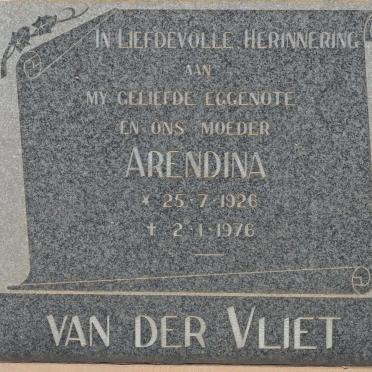 In Liefdevolle Herinnering
aan
my geliefde eggenote
en ons moeder
Arendina
* 25·7·1926
† 2·1·1976
van der Vliet